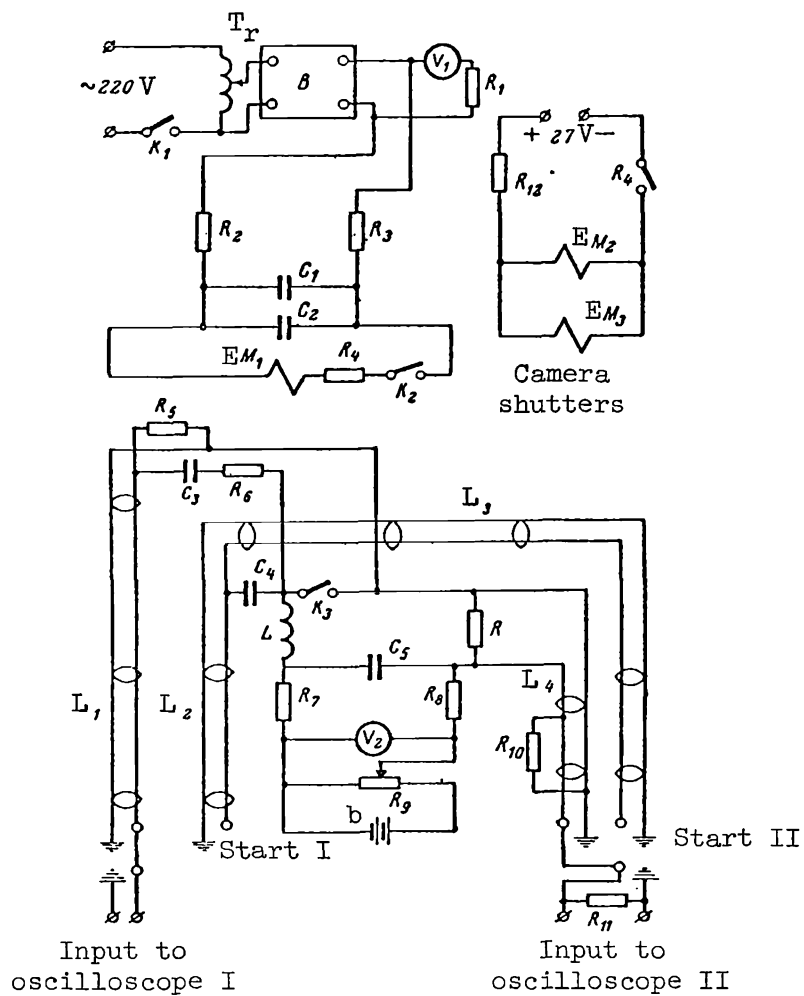 Tr
~220 V
B
V1
R1
K1
+ 27V −
R12
R4
R2
R3
EM2
C1
C2
EM3
EM1
R4
K2
Camera
shutters
R5
C3
R6
L3
C4
K3
L
R
C5
L1
L2
R7
R8
L4
V2
R10
R9
b
Start I
Start II
R11
Input to
oscilloscope I
Input to
oscilloscope II